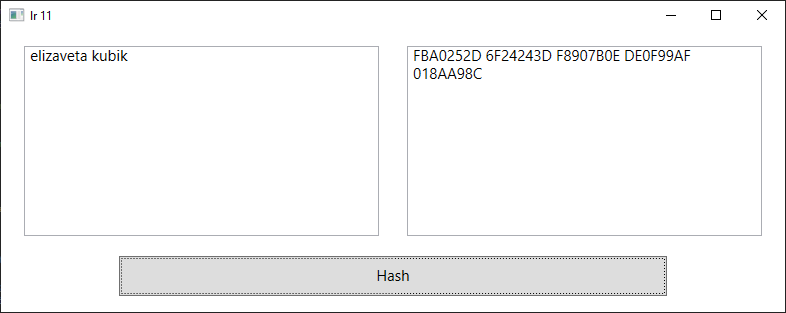 lr 11
elizaveta kubik
FBA0252D 6F24243D F8907B0E DE0F99AF
018AA98C
Hash